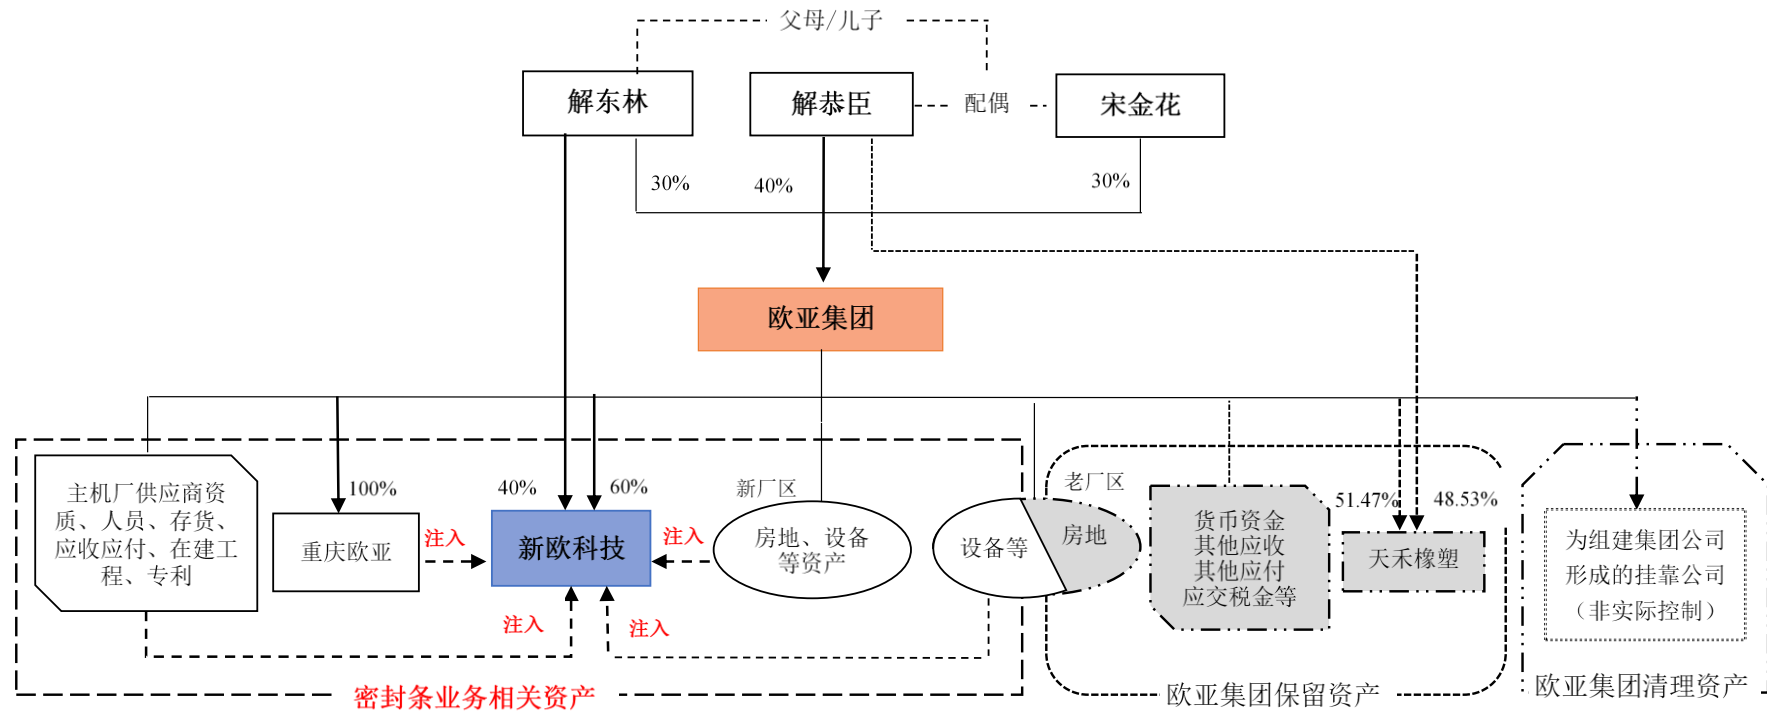 父母/儿子
解东林
解恭臣
配偶
宋金花
30%
40%
30%
欧亚集团
主机厂供应商资
质、人员、存货、
应收应付、在建工
程、专利
100%
重庆欧亚
注入
40%
60%
新欧科技
注入
新厂区
房地、设备
等资产
注入
注入
设备等
老厂区
房地
货币资金
其他应收
其他应付
应交税金等
51.47%
48.53%
天禾橡塑
为组建集团公司
形成的挂靠公司
（非实际控制）
密封条业务相关资产
欧亚集团保留资产
欧亚集团清理资产